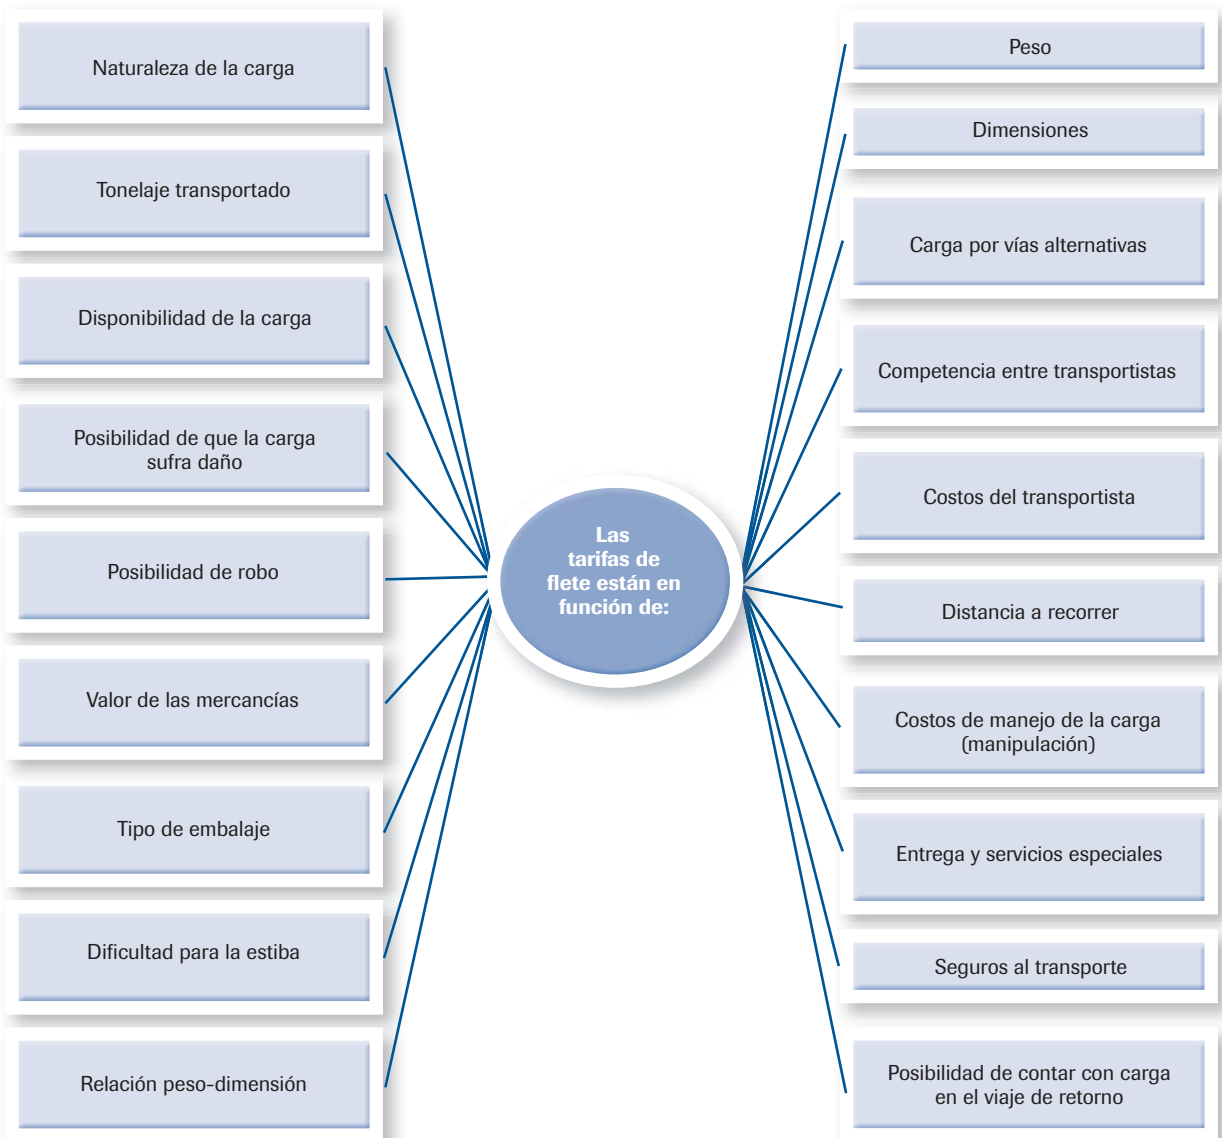 Naturaleza de la carga
Tonelaje transportado
Disponibilidad de la carga
Posibilidad de que la carga
sufra daño
Posibilidad de robo
Valor de las mercancías
Tipo de embalaje
Dificultad para la estiba
Relación peso-dimensión
Las
tarifas de
flete están en
función de:
Peso
Dimensiones
Carga por vías alternativas
Competencia entre transportistas
Costos del transportista
Distancia a recorrer
Costos de manejo de la carga
(manipulación)
Entrega y servicios especiales
Seguros al transporte
Posibilidad de contar con carga
en el viaje de retorno